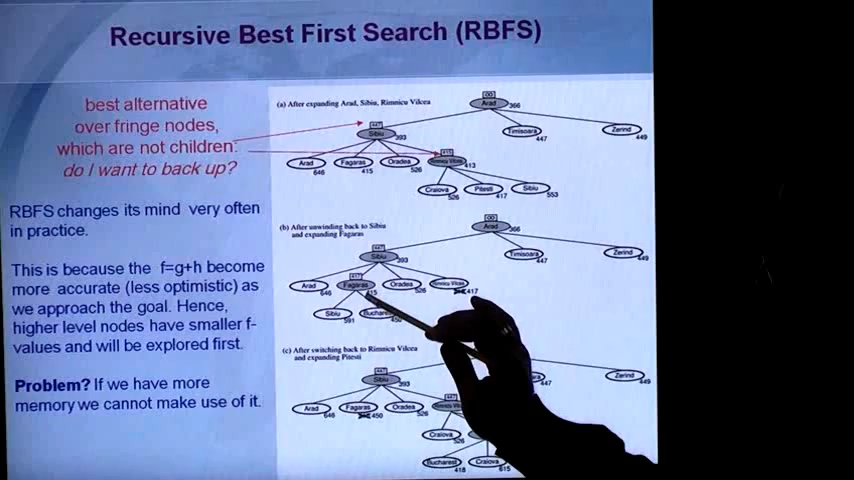 Recursive Best First Search (RBFS)
best alternative
over fringe nodes,
which are not children:
do I want to back up?
RBFS changes its mind very often
in practice.
This is because the f=g+h become
more accurate (less optimistic) as
we approach the goal. Hence,
higher level nodes have smaller f-
values and will be explored first.
Problem? If we have more
memory we cannot make use of it.
(a) After expanding Arad, Sibiu, Rimnicu Vilcea
∞
Arad 366
447
Sibiu 393
Timisoara 447
Zerind 449
Arad 646
Fagaras 415
Oradea 526
415
Rimnicu Vilcea 413
Craiova 526
Pitesti 417
Sibiu 553
(b) After unwinding back to Sibiu
and expanding Fagaras
∞
Arad 366
447
Sibiu 393
Timisoara 447
Zerind 449
Arad 646
417
Fagaras 415
Oradea 526
Rimnicu Vilcea 417
Sibiu 591
Bucharest 450
(c) After switching back to Rimnicu Vilcea
and expanding Pitesti
Sibiu 393
447
Zerind 449
Arad 646
Fagaras 450
Oradea 526
447
Craiova 526
Bucharest 418
Craiova 615